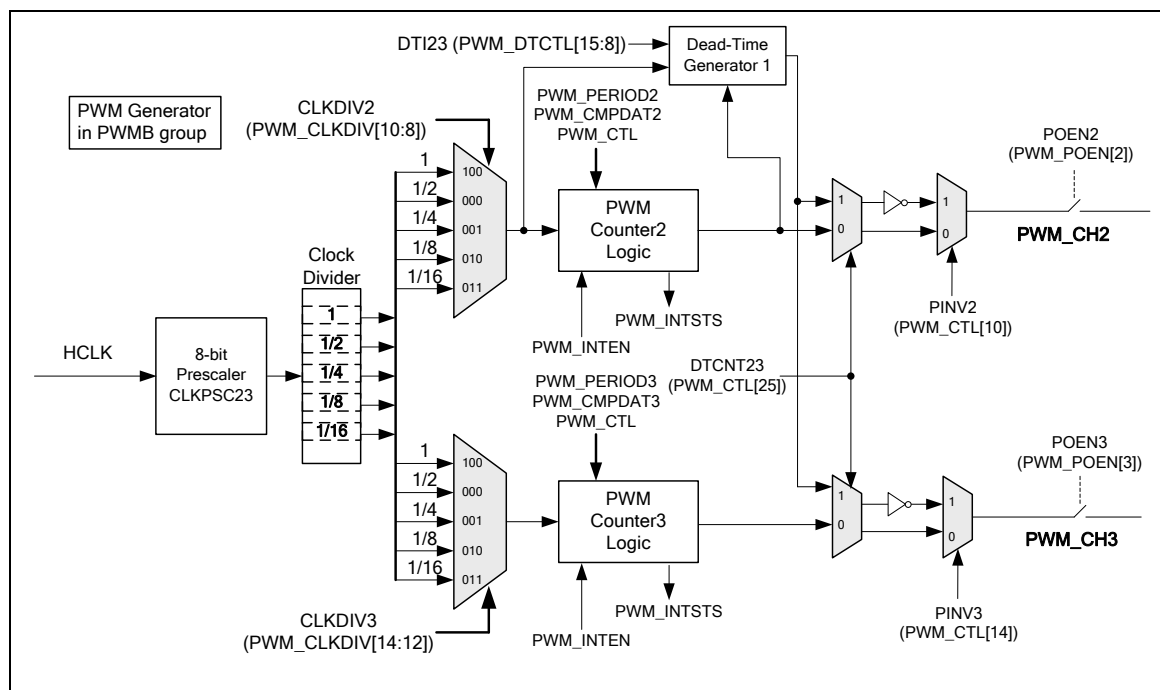 DTI23 (PWM_DTCTL[15:8])
Dead-Time
Generator 1
PWM Generator
in PWMB group
CLKDIV2
(PWM_CLKDIV[10:8])
PWM_PERIOD2
PWM_CMPDAT2
PWM_CTL
POEN2
(PWM_POEN[2])
1
100
1/2
000
1/4
001
1/8
010
1/16
011
PWM
Counter2
Logic
1
0
1
0
PWM_CH2
Clock
Divider
1
1/2
1/4
1/8
1/16
PWM_INTSTS
PWM_INTEN
PINV2
(PWM_CTL[10])
HCLK
8-bit
Prescaler
CLKPSC23
DTCNT23
(PWM_CTL[25])
PWM_PERIOD3
PWM_CMPDAT3
PWM_CTL
POEN3
(PWM_POEN[3])
1
100
1/2
000
1/4
001
1/8
010
1/16
011
PWM
Counter3
Logic
1
0
1
0
PWM_CH3
PWM_INTSTS
PWM_INTEN
CLKDIV3
(PWM_CLKDIV[14:12])
PINV3
(PWM_CTL[14])